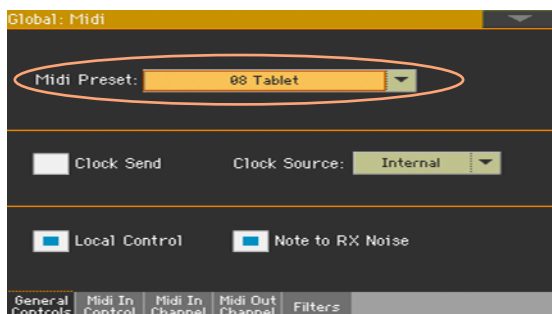 Global: Midi
Midi Preset: 08 Tablet
Clock Send Clock Source: Internal
Local Control Note to RX Noise
General Midi In Midi In Midi Out Filters
Controls Control Channel Channel